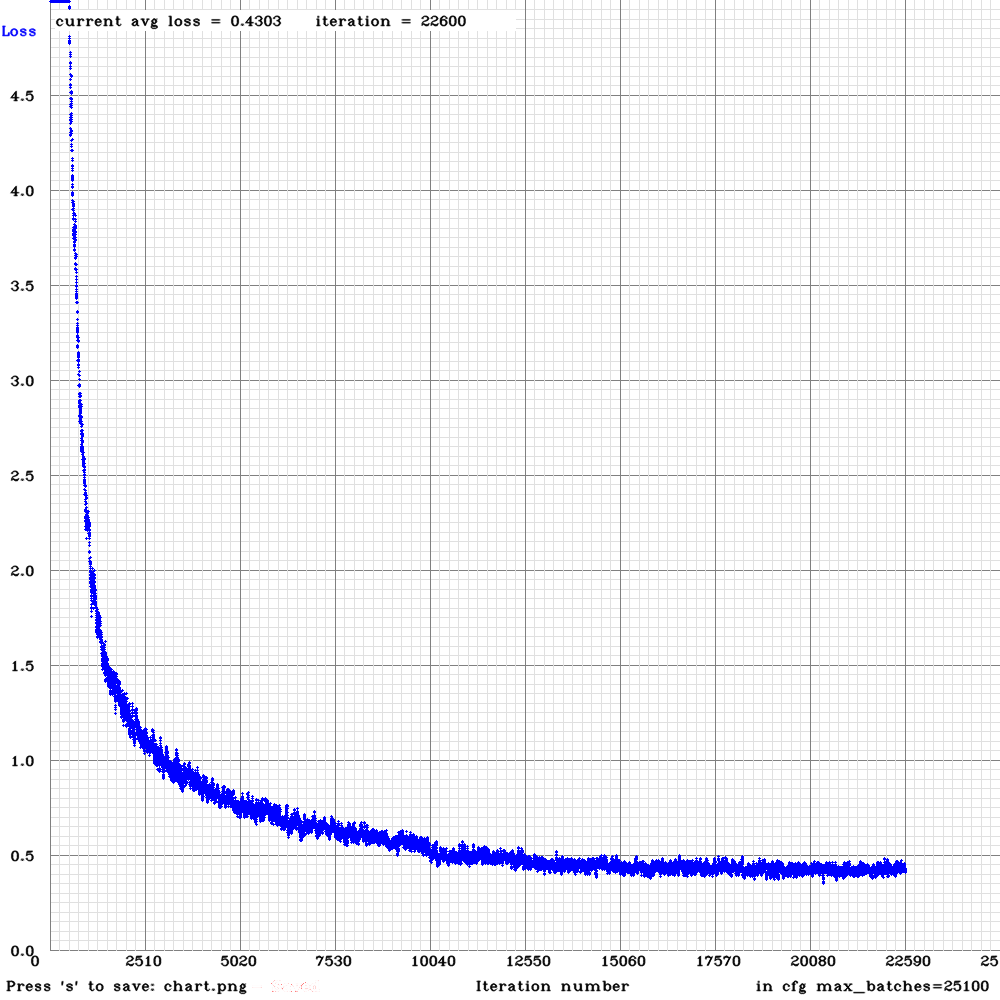 current avg loss = 0.4303 iteration = 22600
Loss
4.5
4.0
3.5
3.0
2.5
2.0
1.5
1.0
0.5
0.0
0 2510 5020 7530 10040 12550 15060 17570 20080 22590 25
Press 's' to save: chart.png Iteration number in cfg max_batches=25100